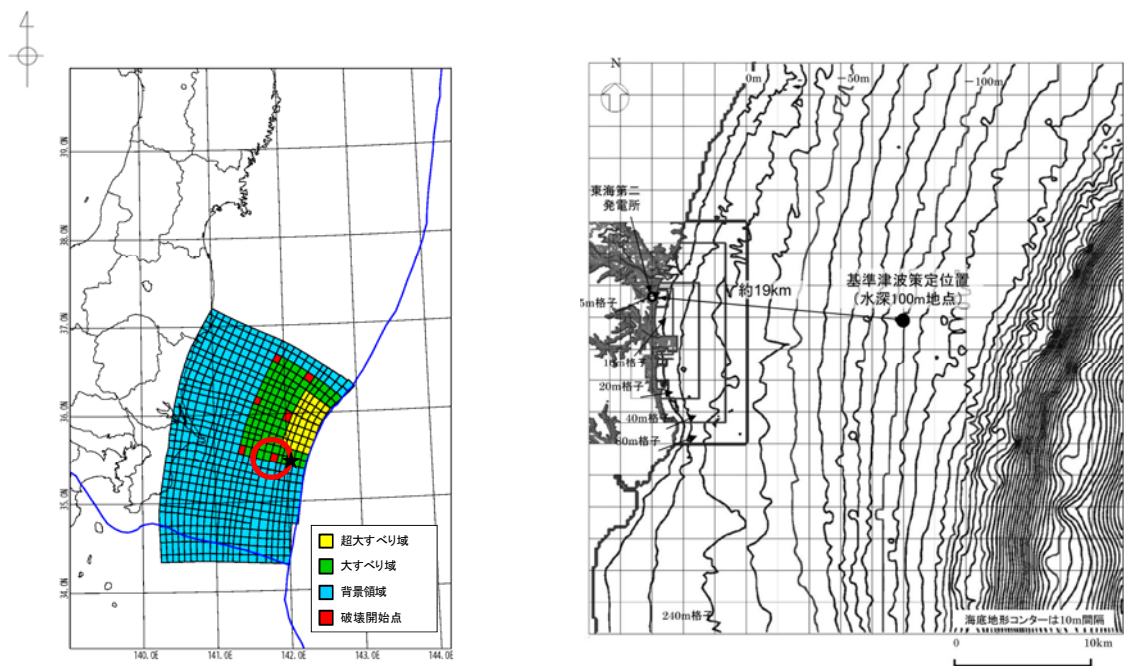 4
39.0N
38.0N
37.0N
36.0N
35.0N
34.0N
140.0E
141.0E
142.0E
143.0E
144.0E
超大すべり域
大すべり域
背景領域
破壊開始点
N
0m
-50m
-100m
東海第二
発電所
約19km
基準津波策定位置
(水深100m地点)
5m格子
20m格子
40m格子
80m格子
240m格子
海底地形コンターは10m間隔
0
10km